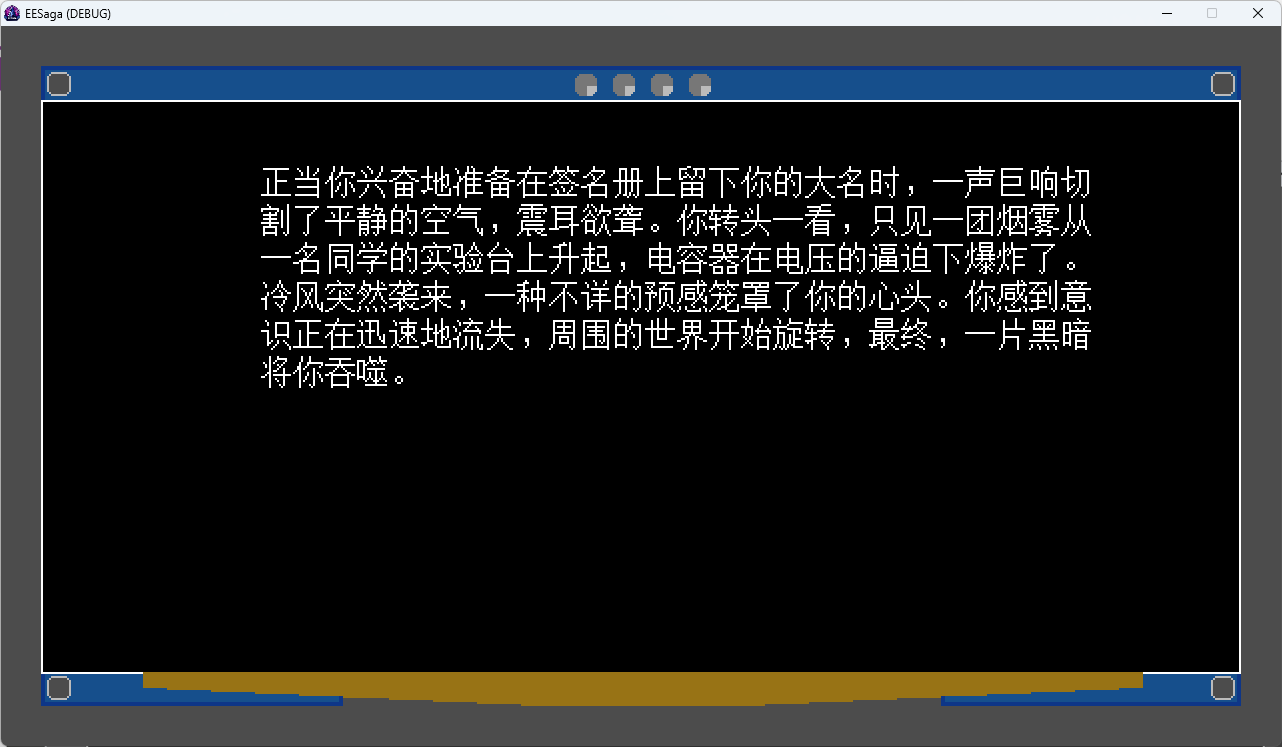 EESaga (DEBUG)
正当你兴奋地准备在签名册上留下你的大名时，一声巨响切
割了平静的空气，震耳欲聋。你转头一看，只见一团烟雾从
一名同学的实验台上升起，电容器在电压的逼迫下爆炸了。
冷风突然袭来，一种不详的预感笼罩了你的心头。你感到意
识正在迅速地流失，周围的世界开始旋转，最终，一片黑暗
将你吞噬。